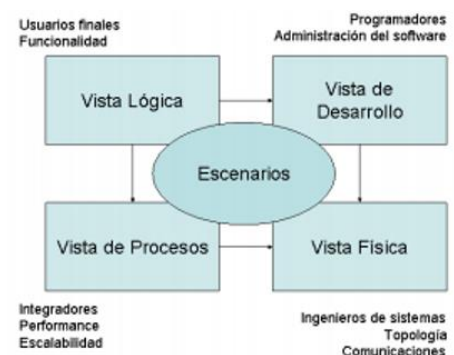 Usuarios finales
Funcionalidad
Programadores
Administración del software
Vista Lógica
Vista de
Desarrollo
Escenarios
Vista de Procesos
Vista Física
Integradores
Performance
Escalabilidad
Ingenieros de sistemas
Topología
Comunicaciones